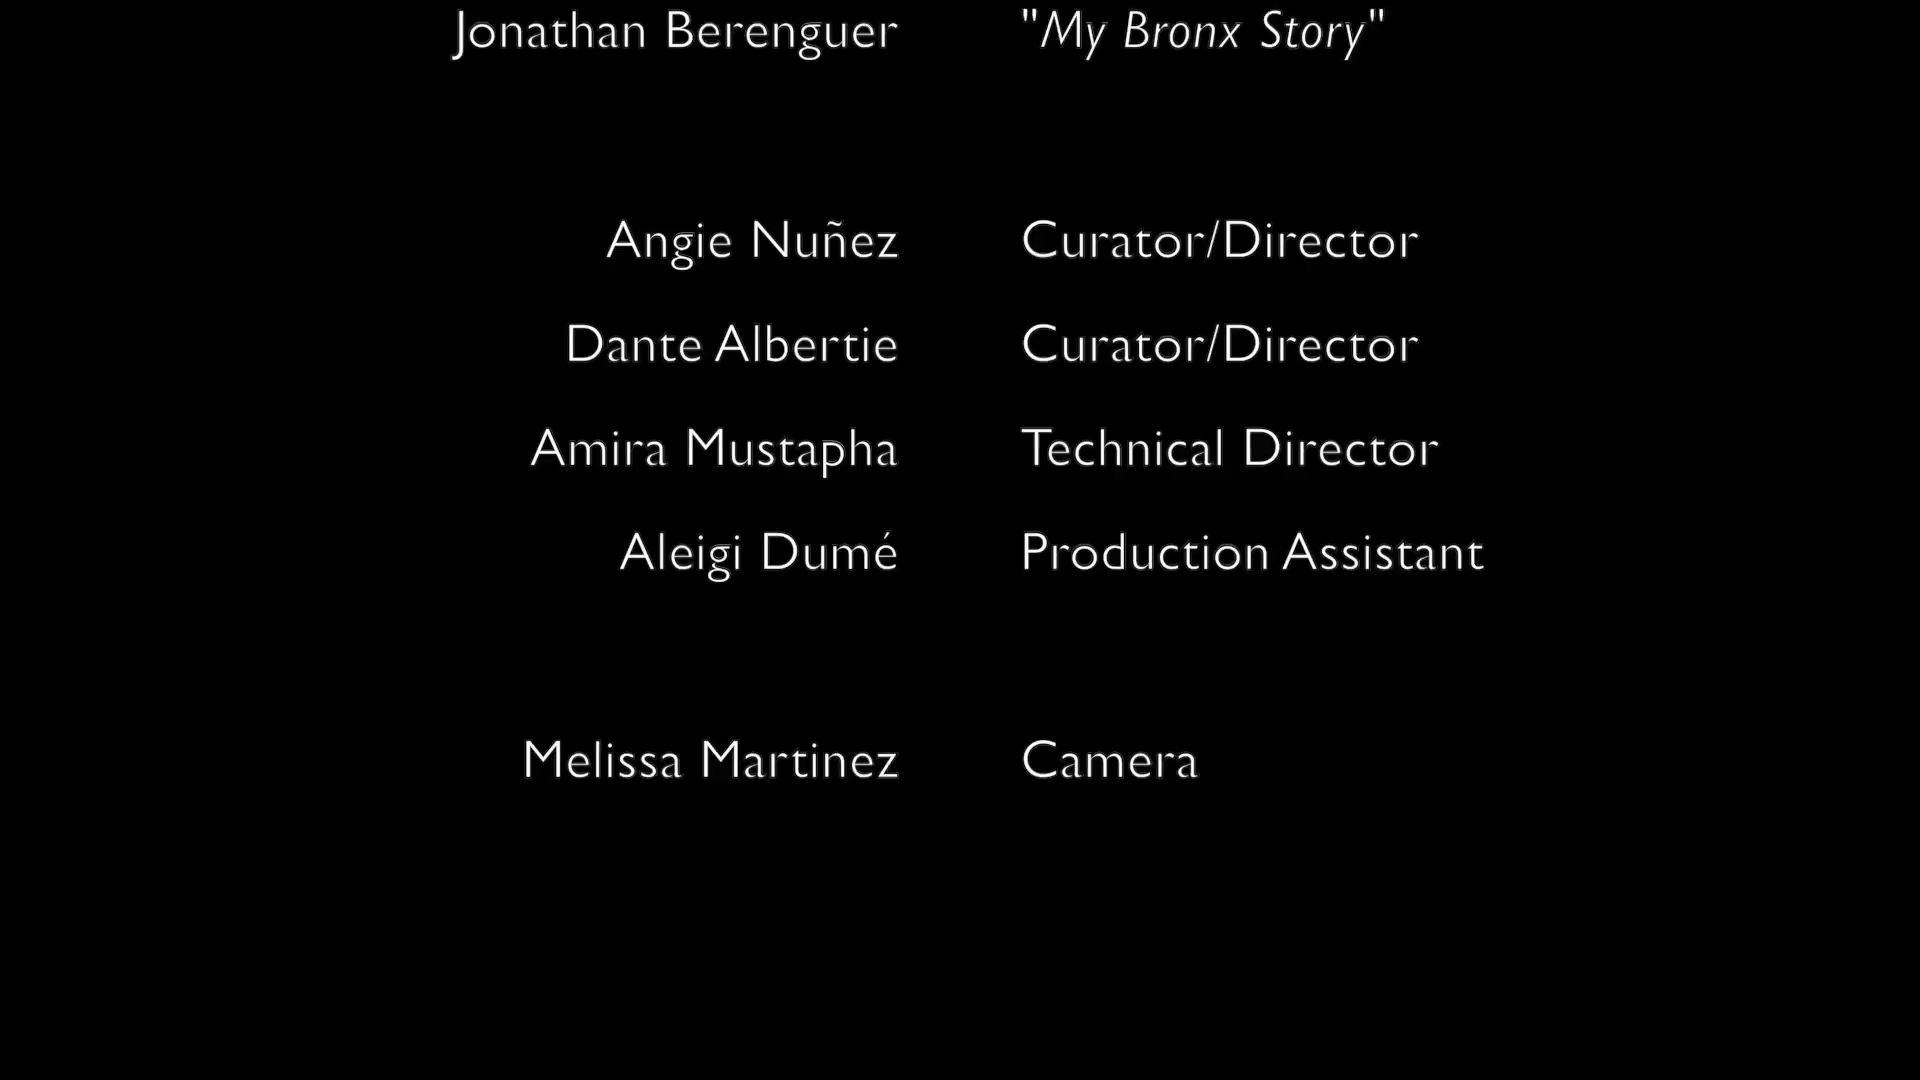 Jonathan Berenguer "My Bronx Story"
Angie Nuñez Curator/Director
Dante Albertie Curator/Director
Amira Mustapha Technical Director
Aleigi Dumé Production Assistant
Melissa Martinez Camera